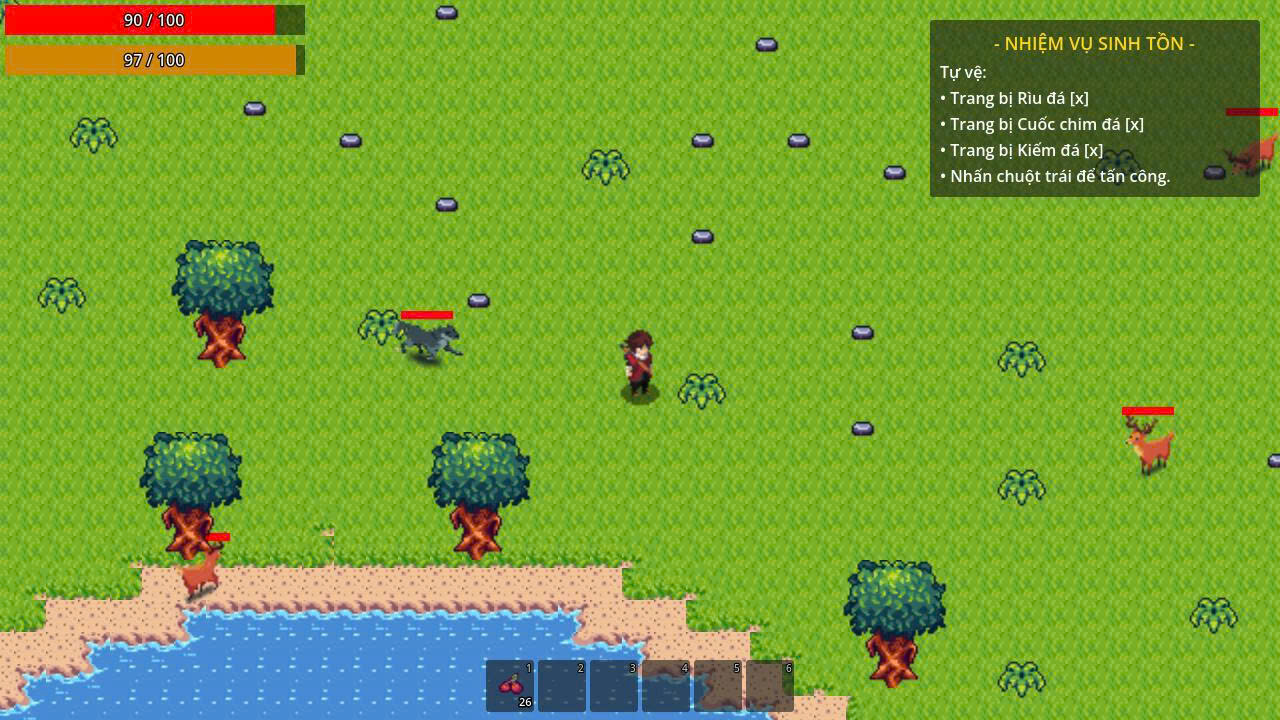 90 / 100
97 / 100
- NHIỆM VỤ SINH TỒN -
Tự vệ:
• Trang bị Rìu đá [x]
• Trang bị Cuốc chim đá [x]
• Trang bị Kiếm đá [x]
• Nhấn chuột trái để tấn công.
1 2 3 4 5 6
26